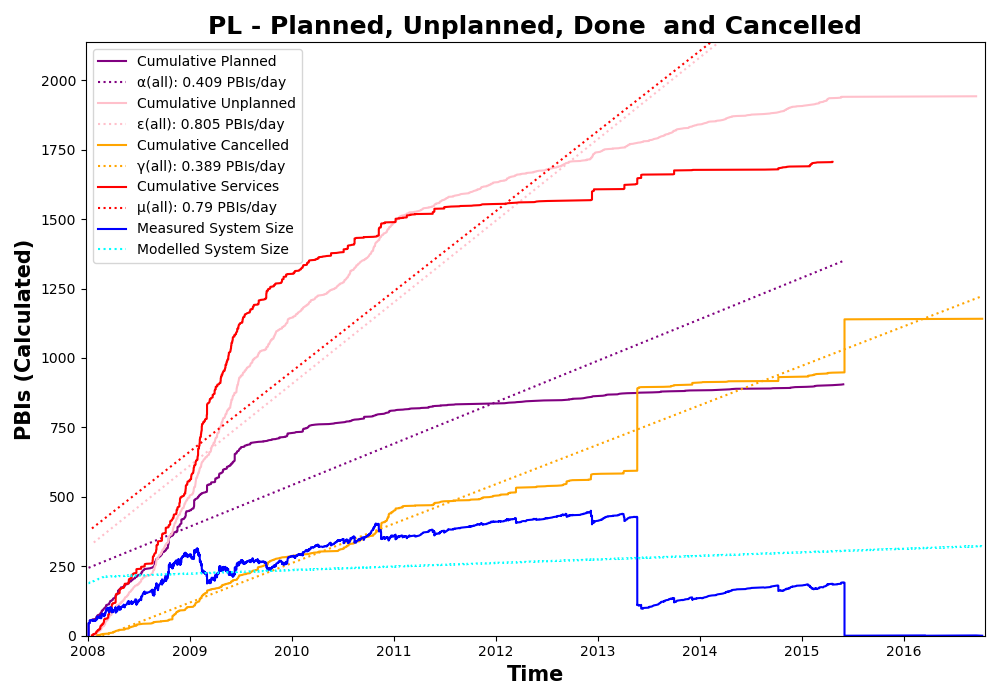 PL - Planned, Unplanned, Done  and Cancelled
PBIs (Calculated)
2000
1750
1500
1250
1000
750
500
250
0
Cumulative Planned
α(all): 0.409 PBIs/day
Cumulative Unplanned
ε(all): 0.805 PBIs/day
Cumulative Cancelled
γ(all): 0.389 PBIs/day
Cumulative Services
μ(all): 0.79 PBIs/day
Measured System Size
Modelled System Size
2008 2009 2010 2011 2012 2013 2014 2015 2016
Time